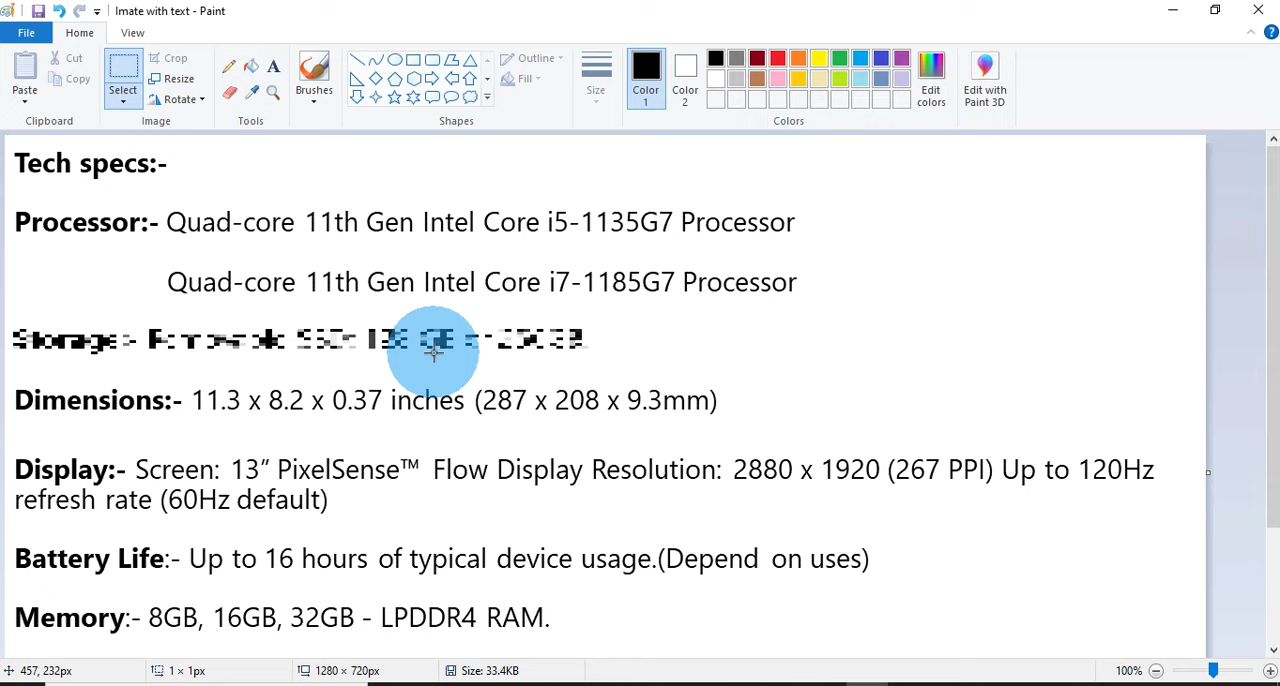 Imate with text - Paint
File Home View
Paste Cut Copy Select Crop Resize Rotate A Brushes Outline Fill Size Color 1 Color 2 Edit colors Edit with Paint 3D
Clipboard Image Tools Shapes Colors
Tech specs:-
Processor:- Quad-core 11th Gen Intel Core i5-1135G7 Processor
Quad-core 11th Gen Intel Core i7-1185G7 Processor
Dimensions:- 11.3 x 8.2 x 0.37 inches (287 x 208 x 9.3mm)
Display:- Screen: 13” PixelSense™ Flow Display Resolution: 2880 x 1920 (267 PPI) Up to 120Hz
refresh rate (60Hz default)
Battery Life:- Up to 16 hours of typical device usage.(Depend on uses)
Memory:- 8GB, 16GB, 32GB - LPDDR4 RAM.
457, 232px 1 × 1px 1280 × 720px Size: 33.4KB 100%